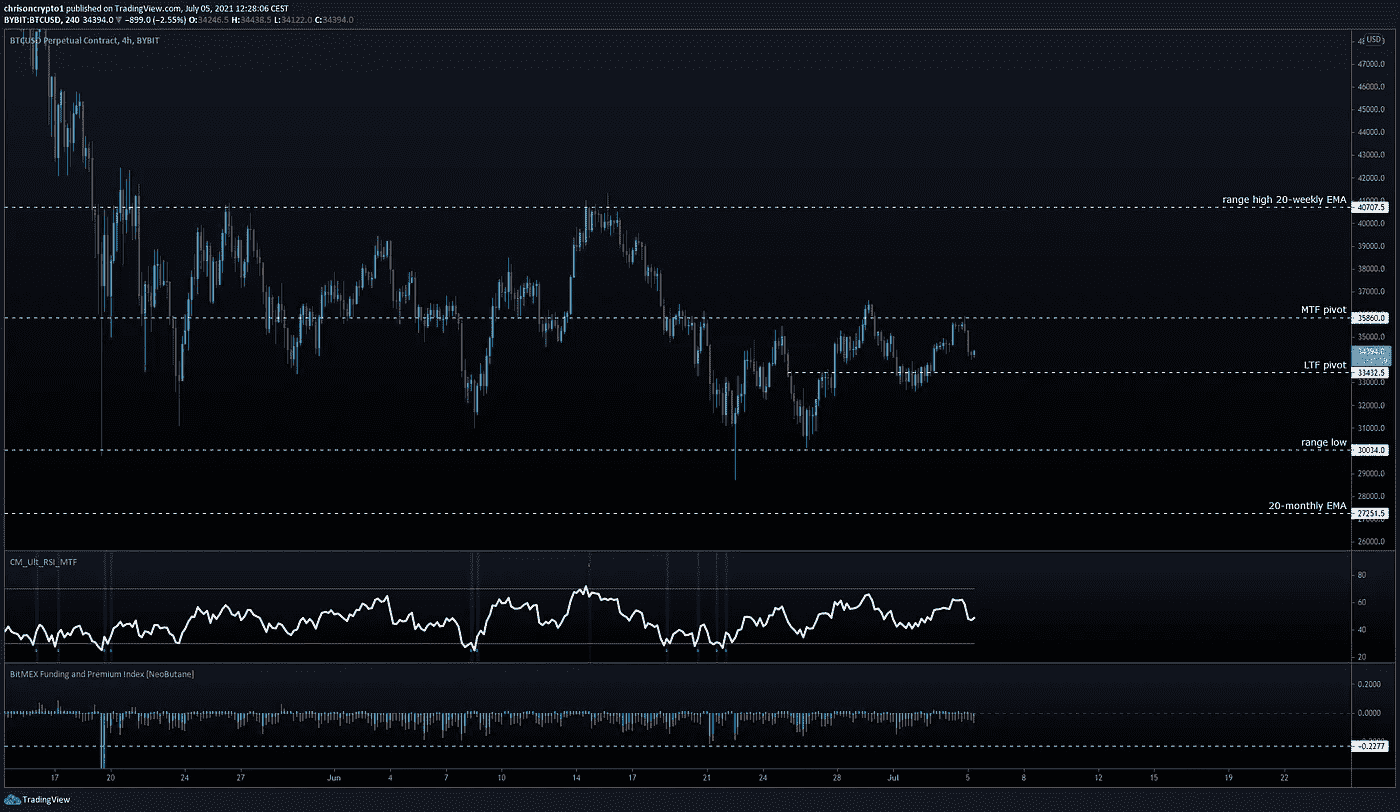 chrisoncrypto1 published on TradingView.com, July 05, 2021 12:28:06 CEST
BYBIT:BTCUSD, 240 34394.0 ▼ −899.0 (−2.55%) O:34246.5 H:34438.5 L:34122.0 C:34394.0
BTCUSD Perpetual Contract, 4h, BYBIT
USD
47000.0
46000.0
45000.0
44000.0
43000.0
42000.0
range high 20-weekly EMA
40707.5
40000.0
39000.0
38000.0
37000.0
MTF pivot
35860.0
35000.0
34394.0
LTF pivot
33432.5
33000.0
32000.0
31000.0
range low
30034.0
29000.0
28000.0
20-monthly EMA
27251.5
26000.0
CM_Ult_RSI_MTF
80
60
40
20
BitMEX Funding and Premium Index [NeoButane]
0.2000
0.0000
−0.2277
17 20 24 27 Jun 4 7 10 14 17 21 24 28 Jul 5 8 12 15 19 22
TradingView